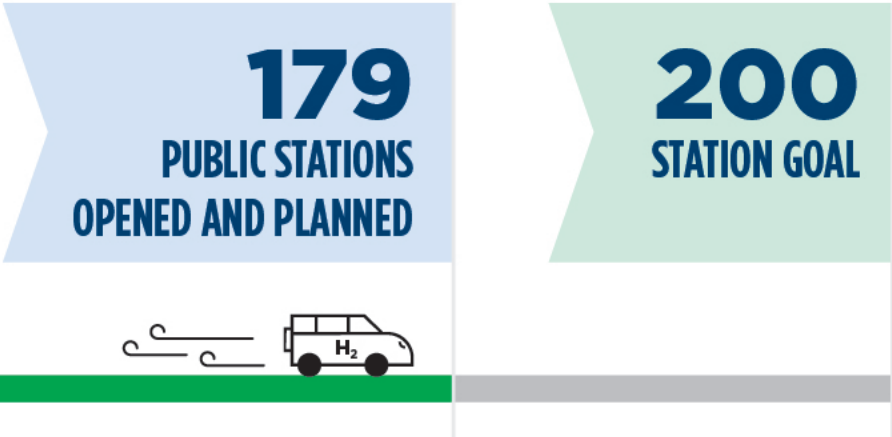 179
PUBLIC STATIONS
OPENED AND PLANNED
200
STATION GOAL
H₂